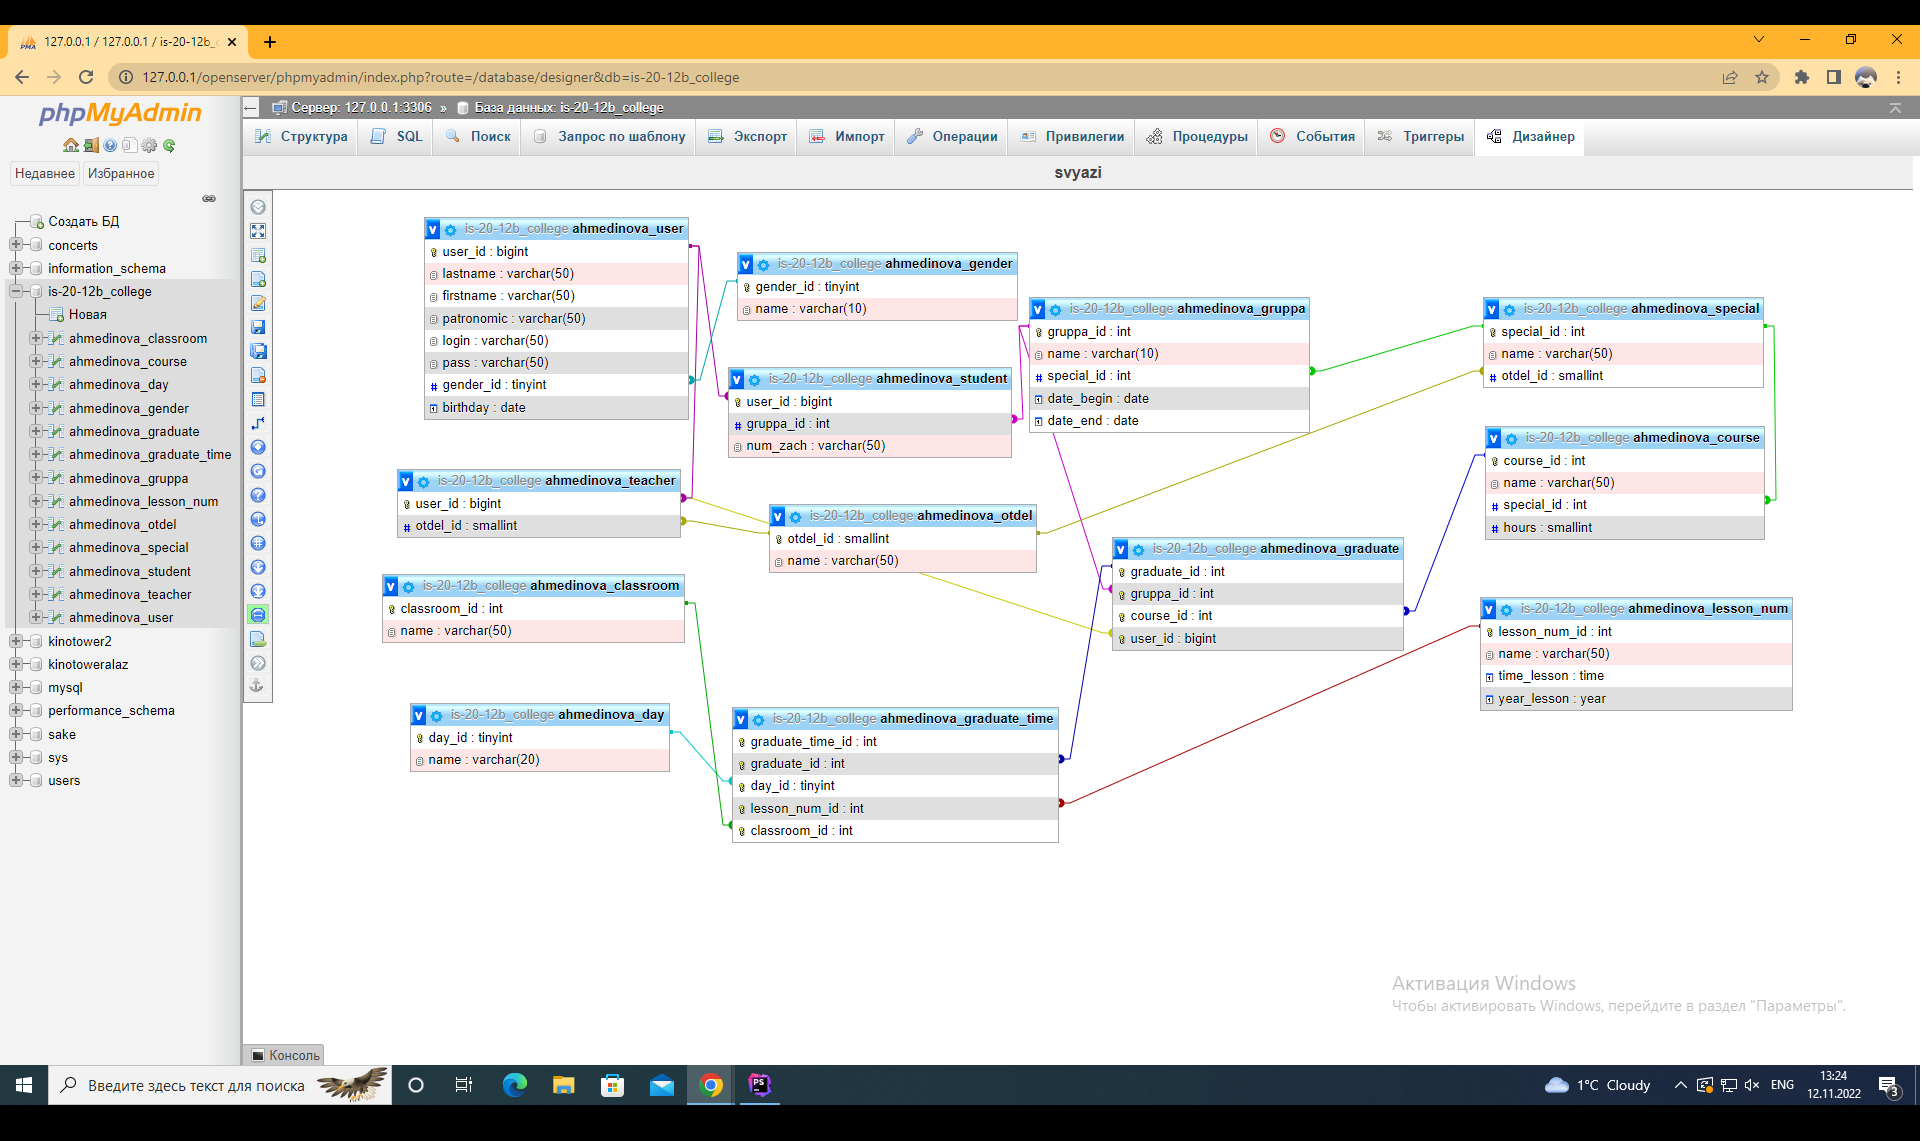 127.0.0.1 / 127.0.0.1 / is-20-12b_
127.0.0.1/openserver/phpmyadmin/index.php?route=/database/designer&db=is-20-12b_college
phpMyAdmin
Недавнее Избранное
Создать БД
concerts
information_schema
is-20-12b_college
Новая
ahmedinova_classroom
ahmedinova_course
ahmedinova_day
ahmedinova_gender
ahmedinova_graduate
ahmedinova_graduate_time
ahmedinova_gruppa
ahmedinova_lesson_num
ahmedinova_otdel
ahmedinova_special
ahmedinova_student
ahmedinova_teacher
ahmedinova_user
kinotower2
kinotoweralaz
mysql
performance_schema
sake
sys
users
Сервер: 127.0.0.1:3306 » База данных: is-20-12b_college
Структура SQL Поиск Запрос по шаблону Экспорт Импорт Операции Привилегии Процедуры События Триггеры Дизайнер
svyazi
is-20-12b_college ahmedinova_user
user_id : bigint
lastname : varchar(50)
firstname : varchar(50)
patronomic : varchar(50)
login : varchar(50)
pass : varchar(50)
gender_id : tinyint
birthday : date
is-20-12b_college ahmedinova_gender
gender_id : tinyint
name : varchar(10)
is-20-12b_college ahmedinova_gruppa
gruppa_id : int
name : varchar(10)
special_id : int
date_begin : date
date_end : date
is-20-12b_college ahmedinova_special
special_id : int
name : varchar(50)
otdel_id : smallint
is-20-12b_college ahmedinova_student
user_id : bigint
gruppa_id : int
num_zach : varchar(50)
is-20-12b_college ahmedinova_course
course_id : int
name : varchar(50)
special_id : int
hours : smallint
is-20-12b_college ahmedinova_teacher
user_id : bigint
otdel_id : smallint
is-20-12b_college ahmedinova_otdel
otdel_id : smallint
name : varchar(50)
is-20-12b_college ahmedinova_graduate
graduate_id : int
gruppa_id : int
course_id : int
user_id : bigint
is-20-12b_college ahmedinova_classroom
classroom_id : int
name : varchar(50)
is-20-12b_college ahmedinova_lesson_num
lesson_num_id : int
name : varchar(50)
time_lesson : time
year_lesson : year
is-20-12b_college ahmedinova_day
day_id : tinyint
name : varchar(20)
is-20-12b_college ahmedinova_graduate_time
graduate_time_id : int
graduate_id : int
day_id : tinyint
lesson_num_id : int
classroom_id : int
Активация Windows
Чтобы активировать Windows, перейдите в раздел "Параметры".
Консоль
Введите здесь текст для поиска
1°C Cloudy
ENG
13:24
12.11.2022
3